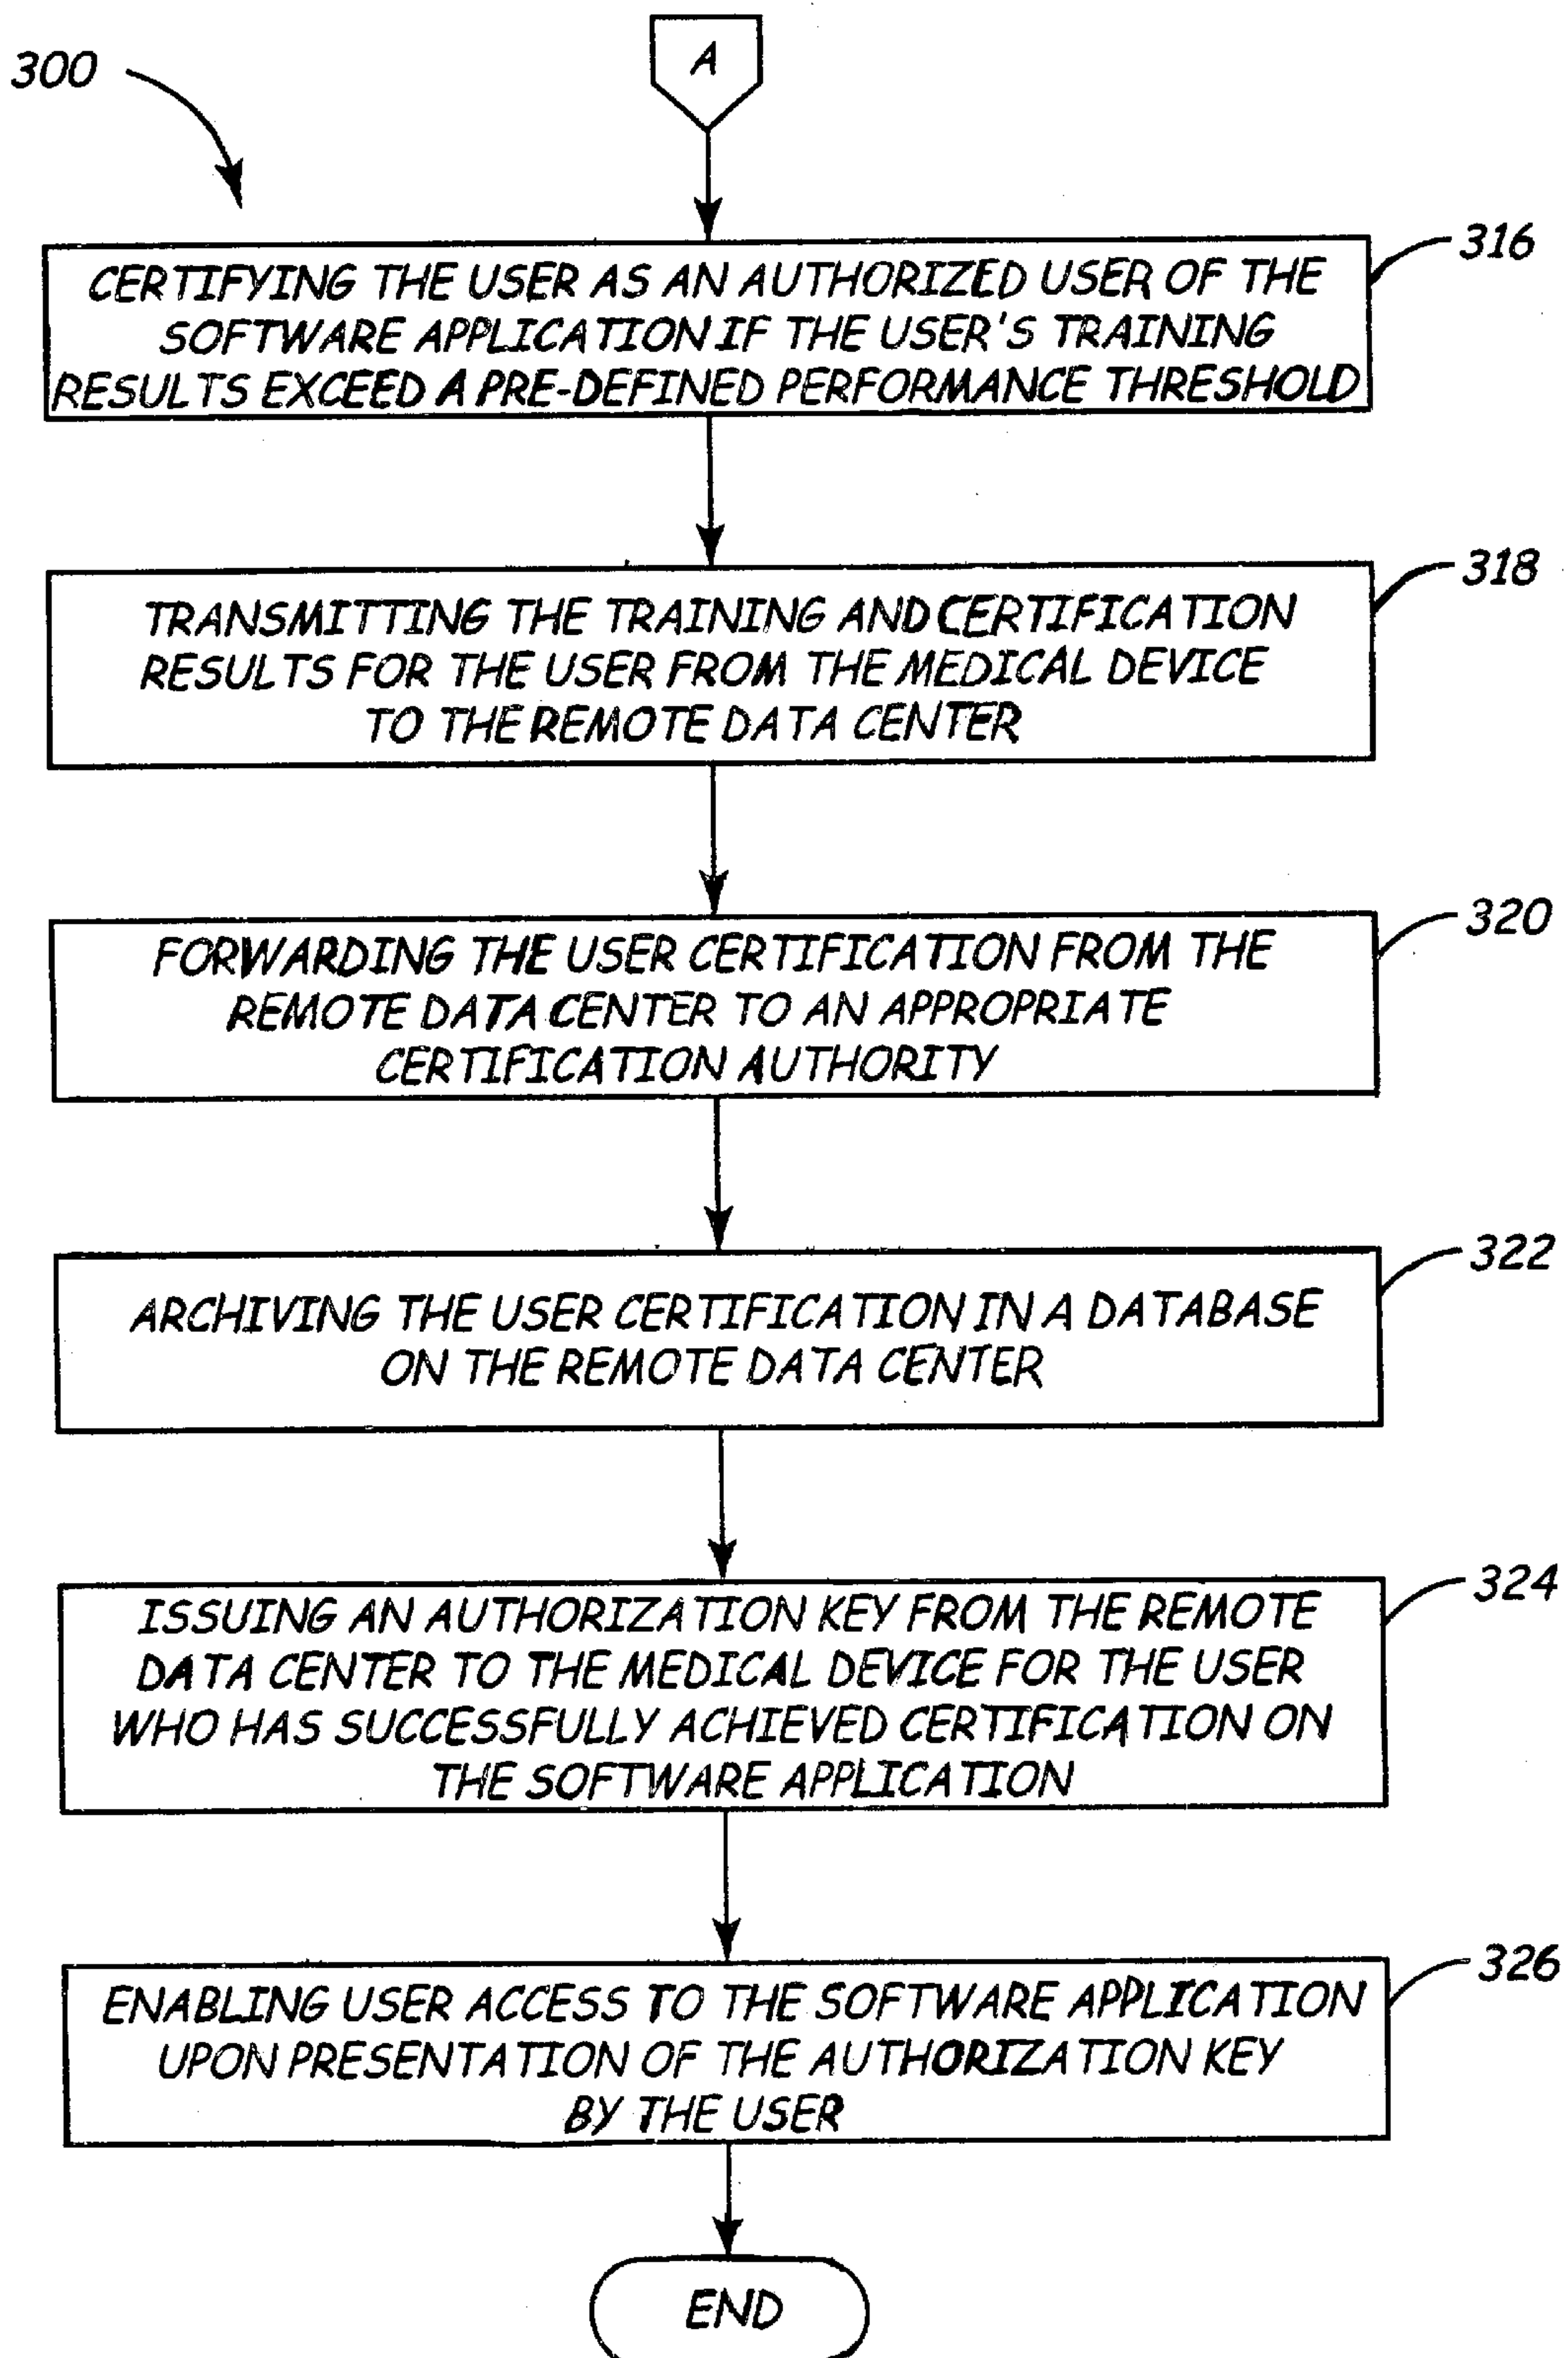 300
A
316
CERTIFYING THE USER AS AN AUTHORIZED USER OF THE
SOFTWARE APPLICATION IF THE USER'S TRAINING
RESULTS EXCEED A PRE-DEFINED PERFORMANCE THRESHOLD
318
TRANSMITTING THE TRAINING AND CERTIFICATION
RESULTS FOR THE USER FROM THE MEDICAL DEVICE
TO THE REMOTE DATA CENTER
320
FORWARDING THE USER CERTIFICATION FROM THE
REMOTE DATA CENTER TO AN APPROPRIATE
CERTIFICATION AUTHORITY
322
ARCHIVING THE USER CERTIFICATION IN A DATABASE
ON THE REMOTE DATA CENTER
324
ISSUING AN AUTHORIZATION KEY FROM THE REMOTE
DATA CENTER TO THE MEDICAL DEVICE FOR THE USER
WHO HAS SUCCESSFULLY ACHIEVED CERTIFICATION ON
THE SOFTWARE APPLICATION
326
ENABLING USER ACCESS TO THE SOFTWARE APPLICATION
UPON PRESENTATION OF THE AUTHORIZATION KEY
BY THE USER
END